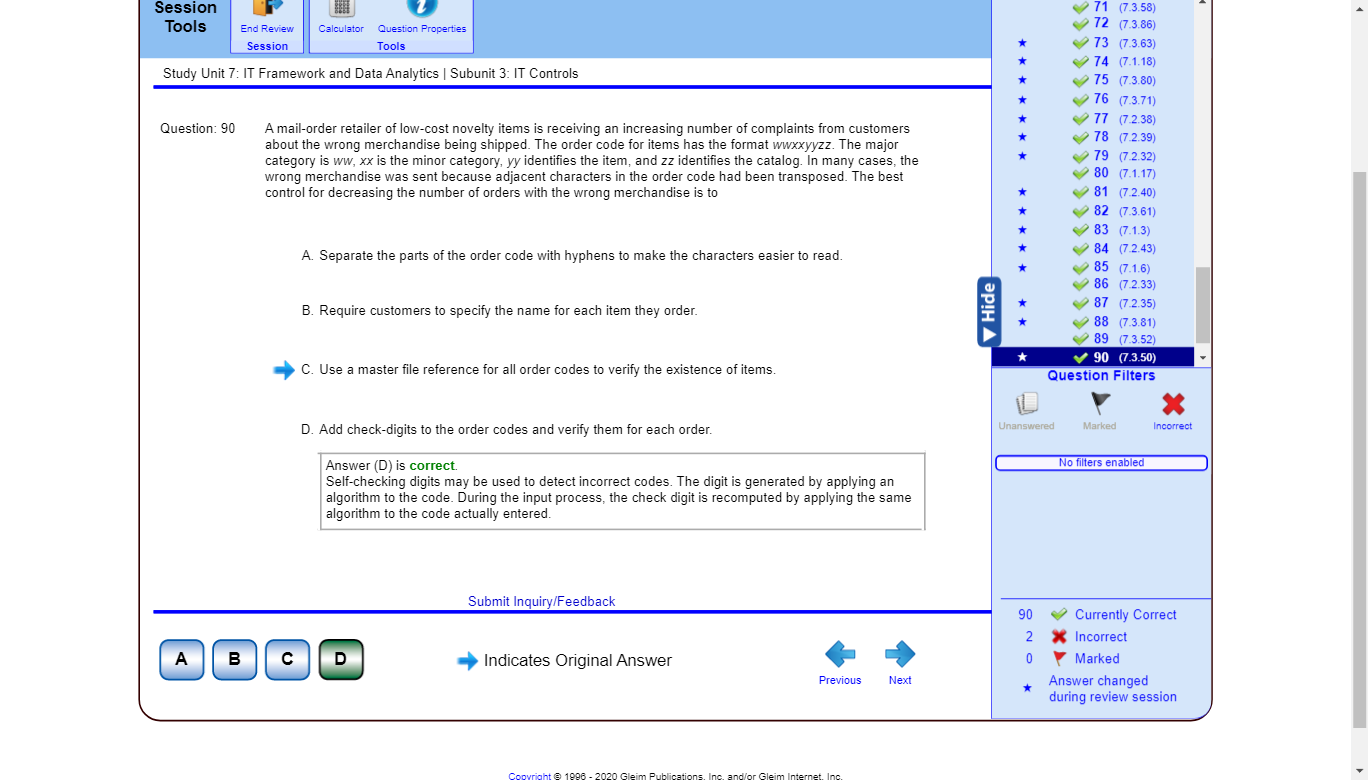 Session
Tools
End Review
Session
Calculator
Question Properties
Tools
Study Unit 7: IT Framework and Data Analytics | Subunit 3: IT Controls
Question: 90
A mail-order retailer of low-cost novelty items is receiving an increasing number of complaints from customers
about the wrong merchandise being shipped. The order code for items has the format wwxxyyzz. The major
category is ww, xx is the minor category, yy identifies the item, and zz identifies the catalog. In many cases, the
wrong merchandise was sent because adjacent characters in the order code had been transposed. The best
control for decreasing the number of orders with the wrong merchandise is to
A. Separate the parts of the order code with hyphens to make the characters easier to read.
B. Require customers to specify the name for each item they order.
C. Use a master file reference for all order codes to verify the existence of items.
D. Add check-digits to the order codes and verify them for each order.
Answer (D) is correct.
Self-checking digits may be used to detect incorrect codes. The digit is generated by applying an
algorithm to the code. During the input process, the check digit is recomputed by applying the same
algorithm to the code actually entered.
Submit Inquiry/Feedback
A
B
C
D
Indicates Original Answer
Previous
Next
71 (7.3.58)
72 (7.3.86)
73 (7.3.63)
74 (7.1.18)
75 (7.3.80)
76 (7.3.71)
77 (7.2.38)
78 (7.2.39)
79 (7.2.32)
80 (7.1.17)
81 (7.2.40)
82 (7.3.61)
83 (7.1.3)
84 (7.2.43)
85 (7.1.6)
86 (7.2.33)
87 (7.2.35)
88 (7.3.81)
89 (7.3.52)
90 (7.3.50)
Hide
Question Filters
Unanswered
Marked
Incorrect
No filters enabled
90 Currently Correct
2 Incorrect
0 Marked
Answer changed
during review session
Copyright © 1996 - 2020 Gleim Publications, Inc. and/or Gleim Internet, Inc.